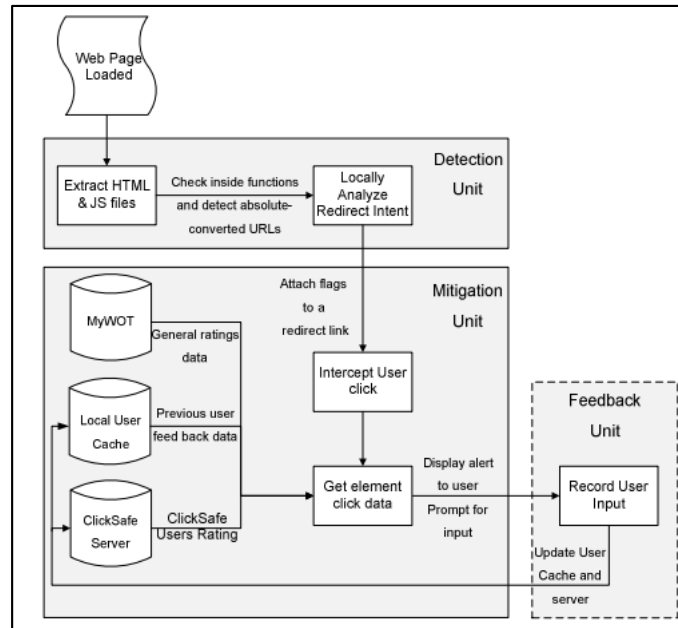 Web Page
Loaded
Detection
Unit
Extract HTML
& JS files
Check inside functions
and detect absolute-
converted URLs
Locally
Analyze
Redirect Intent
Attach flags
to a
redirect link
Mitigation
Unit
MyWOT
General ratings
data
Intercept User
click
Local User
Cache
Previous user
feed back data
Feedback
Unit
ClickSafe
Server
ClickSafe
Users Rating
Get element
click data
Display alert
to user
Prompt for
input
Record User
Input
Update User
Cache and
server